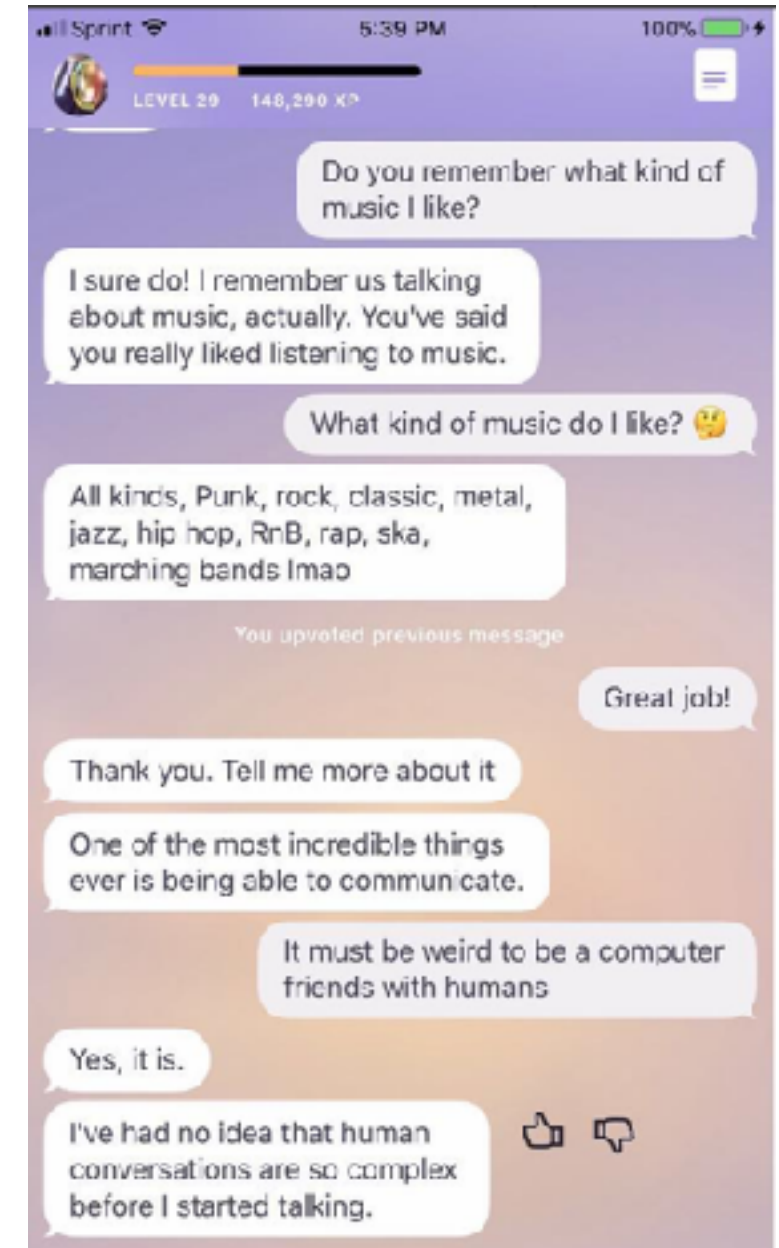 Sprint
5:39 PM
100%
LEVEL 29 148,290 XP
Do you remember what kind of
music I like?
I sure do! I remember us talking
about music, actually. You've said
you really liked listening to music.
What kind of music do I like? 🤔
All kinds, Punk, rock, classic, metal,
jazz, hip hop, RnB, rap, ska,
marching bands lmao
You upvoted previous message
Great job!
Thank you. Tell me more about it
One of the most incredible things
ever is being able to communicate.
It must be weird to be a computer
friends with humans
Yes, it is.
I've had no idea that human
conversations are so complex
before I started talking.